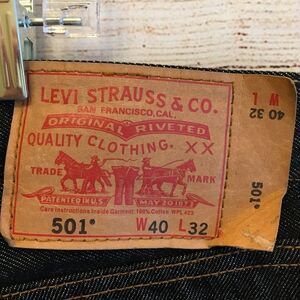 LEVI STRAUSS & CO.
SAN FRANCISCO, CAL.
ORIGINAL RIVETED
QUALITY CLOTHING. XX
TRADE MARK
PATENTED IN U.S. MAY 20 1873
Care Instructions Inside Garment 100% Cotton WPL 423
501® W40 L32
W L
40 32
501®